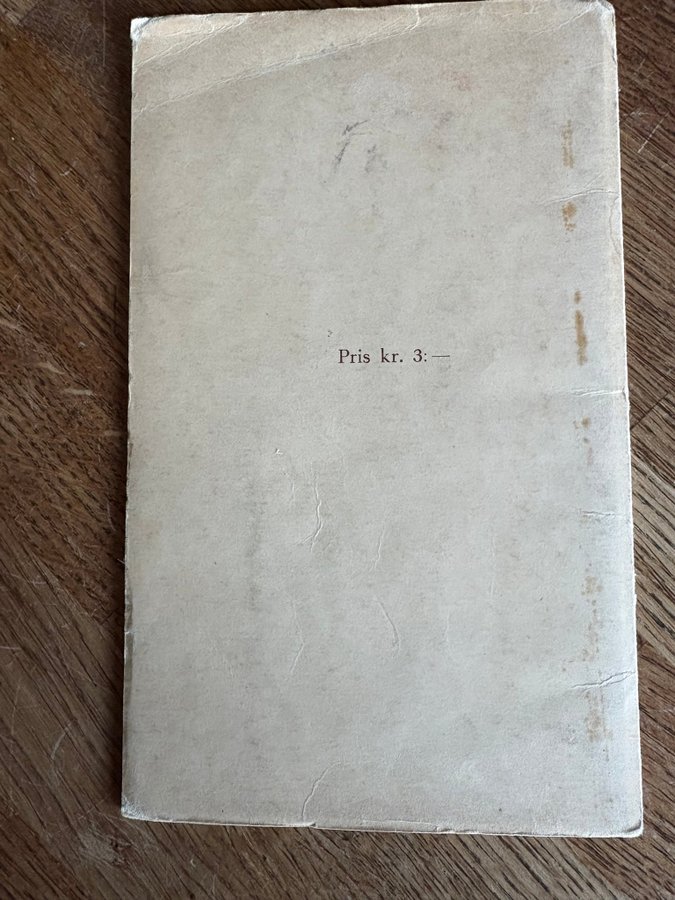 Pris kr. 3: —